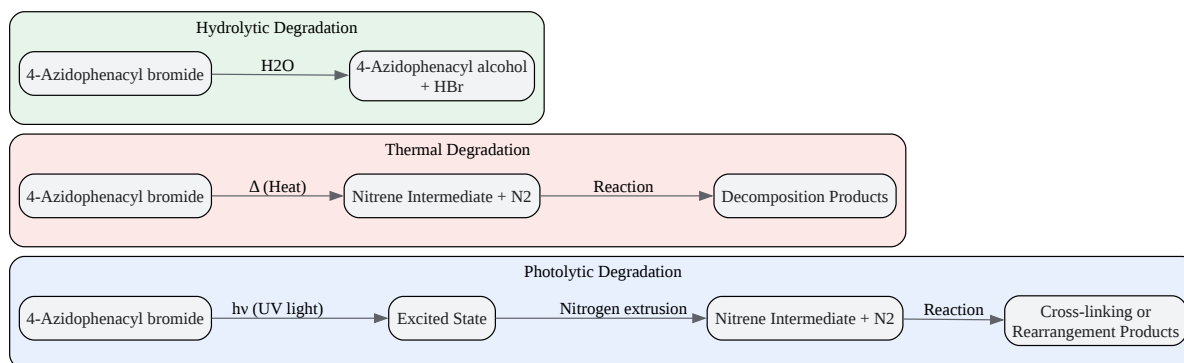 Hydrolytic Degradation
4-Azidophenacyl bromide
H2O
4-Azidophenacyl alcohol
+ HBr
Thermal Degradation
4-Azidophenacyl bromide
Δ (Heat)
Nitrene Intermediate + N2
Reaction
Decomposition Products
Photolytic Degradation
4-Azidophenacyl bromide
hν (UV light)
Excited State
Nitrogen extrusion
Nitrene Intermediate + N2
Reaction
Cross-linking or
Rearrangement Products